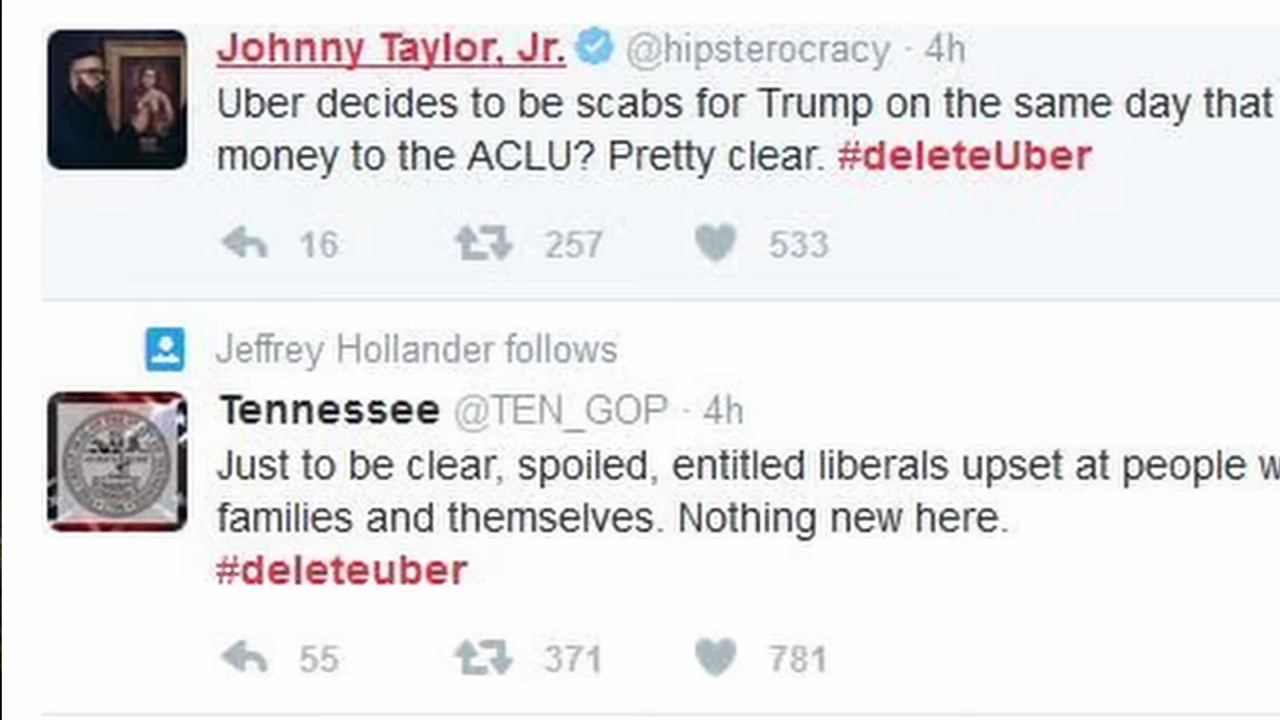 Johnny Taylor, Jr. @hipsterocracy · 4h
Uber decides to be scabs for Trump on the same day that
money to the ACLU? Pretty clear. #deleteUber
16 257 533
Jeffrey Hollander follows
Tennessee @TEN_GOP · 4h
Just to be clear, spoiled, entitled liberals upset at people w
families and themselves. Nothing new here.
#deleteuber
55 371 781